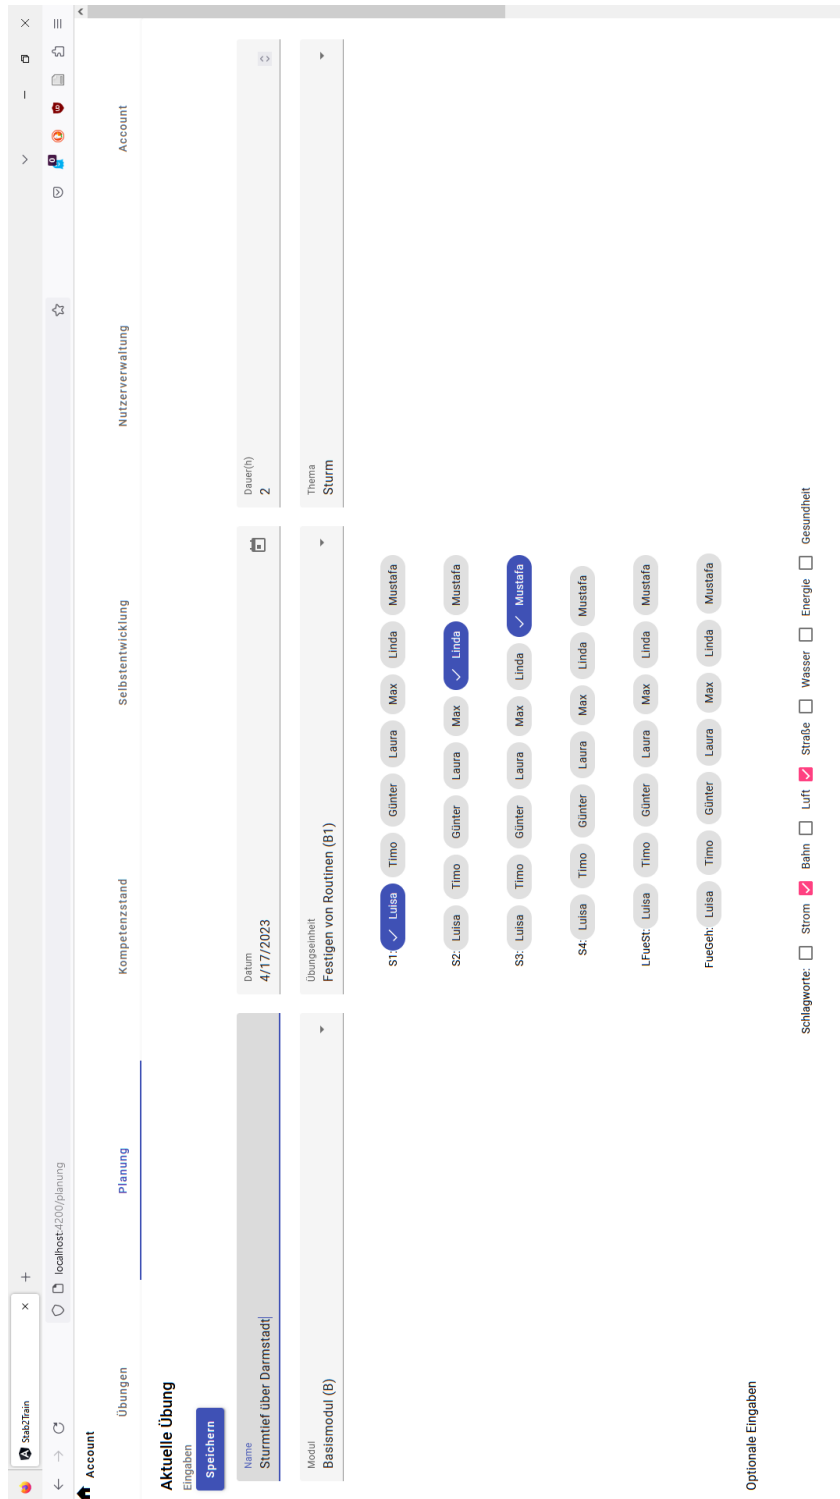 Stab2Train
localhost:4200/planung
0
Account
Übungen Planung Kompetenzstand Selbstentwicklung Nutzerverwaltung Account
Aktuelle Übung
Eingaben
Speichern
Name Datum Dauer(h)
Sturmtief über Darmstadt 4/17/2023 2
Modul Übungseinheit Thema
Basismodul (B) Festigen von Routinen (B1) Sturm
S1: Luisa Timo Günter Laura Max Linda Mustafa
S2: Luisa Timo Günter Laura Max Linda Mustafa
S3: Luisa Timo Günter Laura Max Linda Mustafa
S4: Luisa Timo Günter Laura Max Linda Mustafa
LFueSt: Luisa Timo Günter Laura Max Linda Mustafa
FueGeh: Luisa Timo Günter Laura Max Linda Mustafa
Optionale Eingaben
Schlagworte: Strom Bahn Luft Straße Wasser Energie Gesundheit